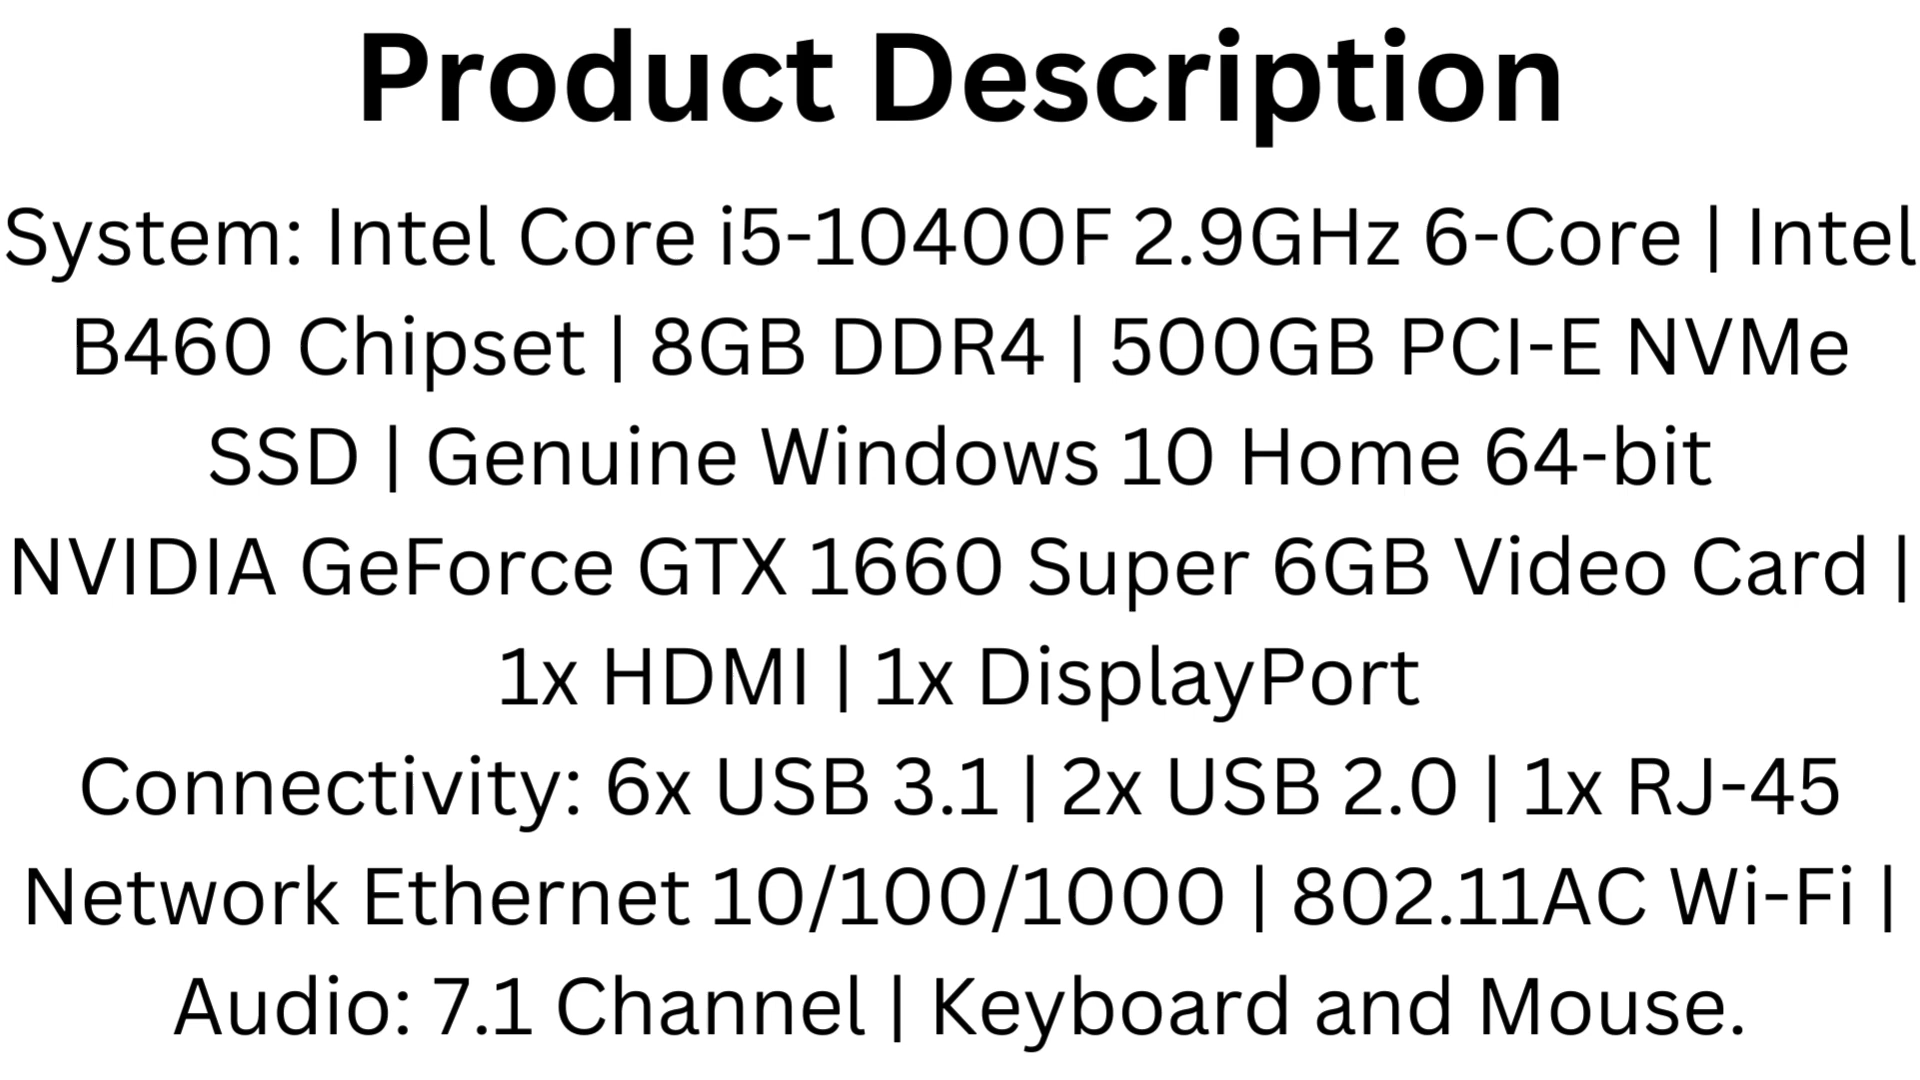 Product Description
System: Intel Core i5-10400F 2.9GHz 6-Core | Intel
B460 Chipset | 8GB DDR4 | 500GB PCI-E NVMe
SSD | Genuine Windows 10 Home 64-bit
NVIDIA GeForce GTX 1660 Super 6GB Video Card |
1x HDMI | 1x DisplayPort
Connectivity: 6x USB 3.1 | 2x USB 2.0 | 1x RJ-45
Network Ethernet 10/100/1000 | 802.11AC Wi-Fi |
Audio: 7.1 Channel | Keyboard and Mouse.